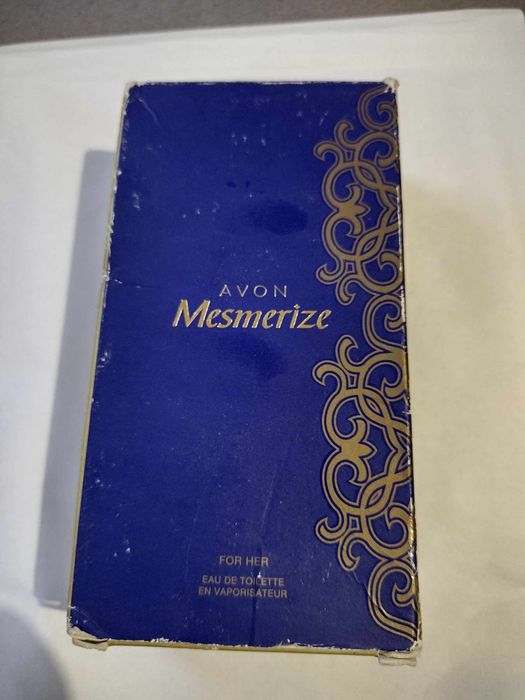 AVON
Mesmerize
FOR HER
EAU DE TOILETTE
EN VAPORISATEUR